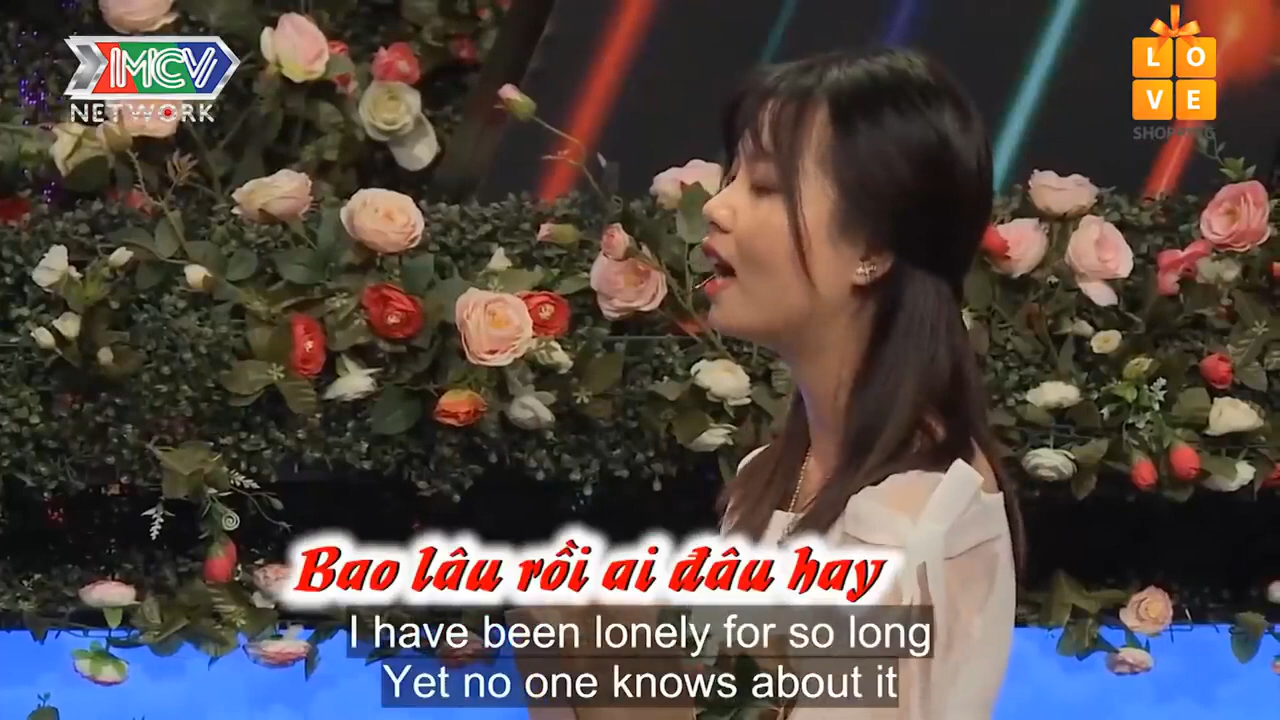 MCV
NETWORK
L O
V E
SHOPPING
Bao lâu rồi ai đâu hay
I have been lonely for so long
Yet no one knows about it